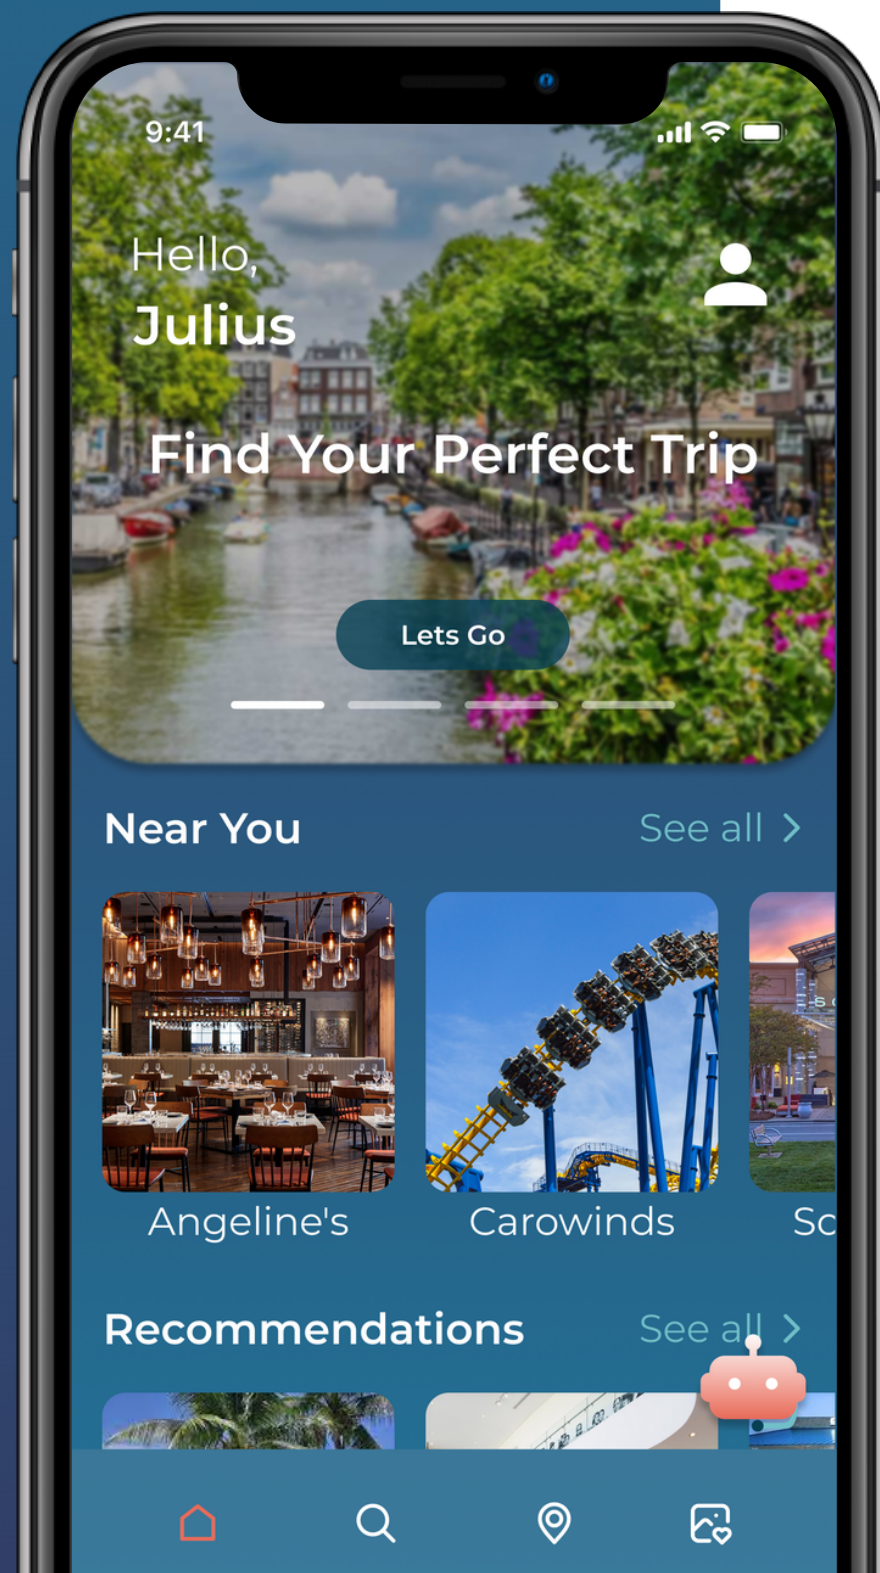 9:41
Hello,
Julius
Find Your Perfect Trip
Lets Go
Near You
See all
Angeline's
Carowinds
Recommendations
See all